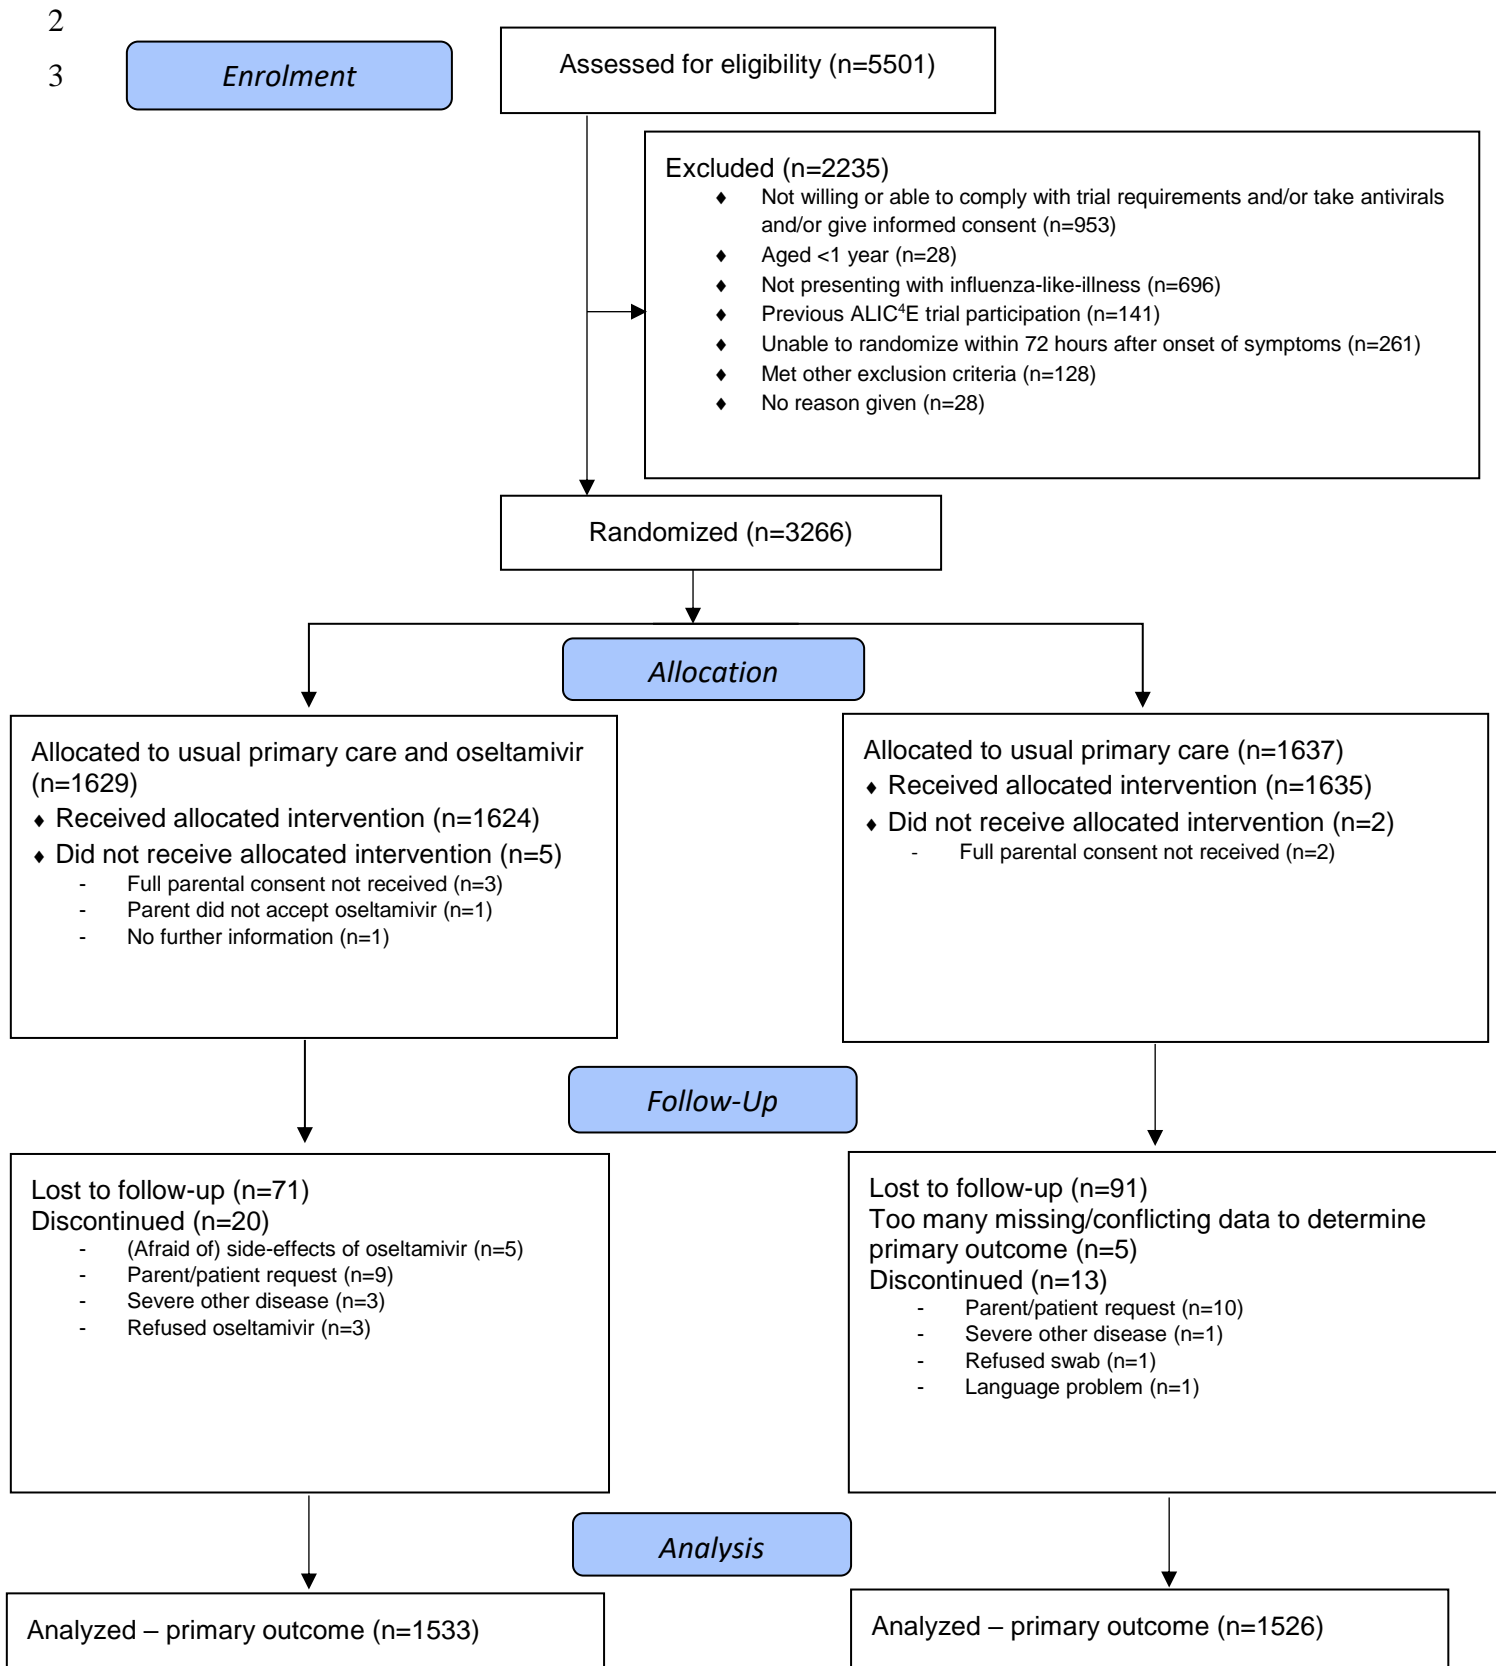 2
3
Enrolment
Assessed for eligibility (n=5501)
Excluded (n=2235)
♦ Not willing or able to comply with trial requirements and/or take antivirals
and/or give informed consent (n=953)
♦ Aged <1 year (n=28)
♦ Not presenting with influenza-like-illness (n=696)
♦ Previous ALIC⁴E trial participation (n=141)
♦ Unable to randomize within 72 hours after onset of symptoms (n=261)
♦ Met other exclusion criteria (n=128)
♦ No reason given (n=28)
Randomized (n=3266)
Allocation
Allocated to usual primary care and oseltamivir
(n=1629)
♦ Received allocated intervention (n=1624)
♦ Did not receive allocated intervention (n=5)
- Full parental consent not received (n=3)
- Parent did not accept oseltamivir (n=1)
- No further information (n=1)
Allocated to usual primary care (n=1637)
♦ Received allocated intervention (n=1635)
♦ Did not receive allocated intervention (n=2)
- Full parental consent not received (n=2)
Follow-Up
Lost to follow-up (n=71)
Discontinued (n=20)
- (Afraid of) side-effects of oseltamivir (n=5)
- Parent/patient request (n=9)
- Severe other disease (n=3)
- Refused oseltamivir (n=3)
Lost to follow-up (n=91)
Too many missing/conflicting data to determine
primary outcome (n=5)
Discontinued (n=13)
- Parent/patient request (n=10)
- Severe other disease (n=1)
- Refused swab (n=1)
- Language problem (n=1)
Analysis
Analyzed – primary outcome (n=1533)
Analyzed – primary outcome (n=1526)